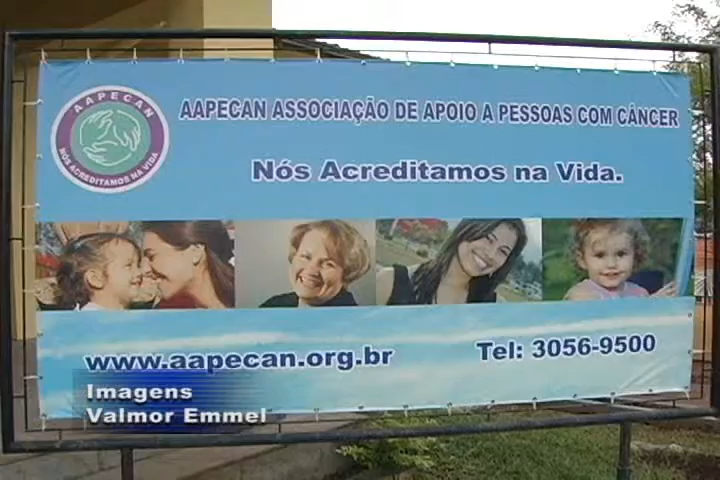 AAPECAN
NÓS ACREDITAMOS NA VIDA
AAPECAN ASSOCIAÇÃO DE APOIO A PESSOAS COM CÂNCER
Nós Acreditamos na Vida.
www.aapecan.org.br
Tel: 3056-9500
Imagens
Valmor Emmel